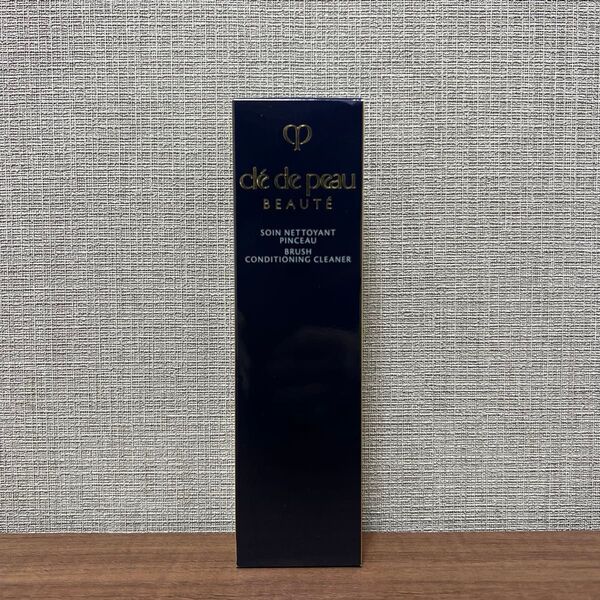 clé de peau
BEAUTÉ
SOIN NETTOYANT
PINCEAU
BRUSH
CONDITIONING CLEANER